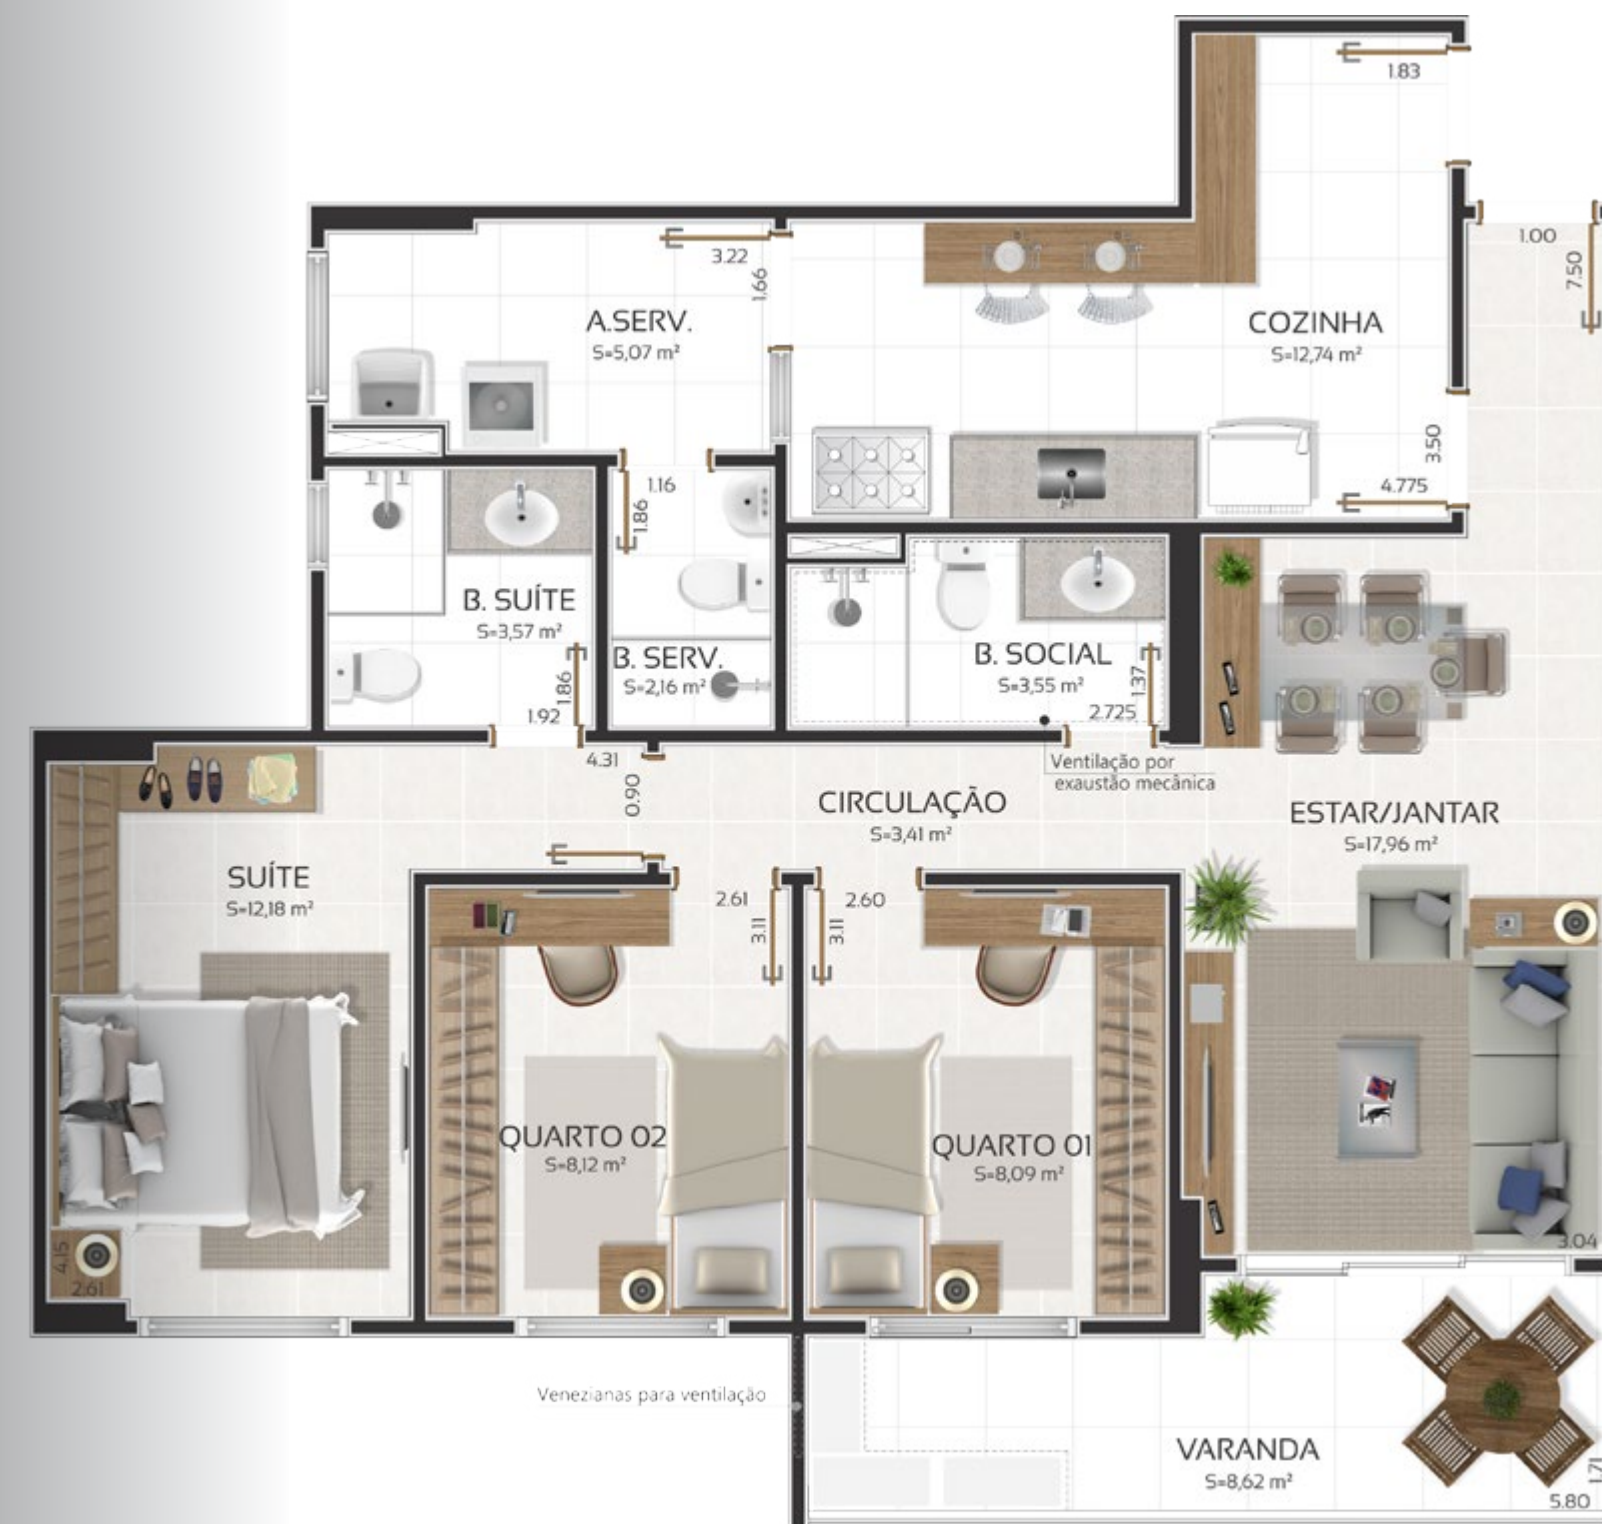 1.83
1.00
7.50
3.22
1.66
A.SERV.
S=5,07 m²
COZINHA
S=12,74 m²
3.50
4.775
1.16
1.86
B. SUÍTE
S=3,57 m²
1.86
1.92
B. SERV.
S=2,16 m²
B. SOCIAL
S=3,55 m²
1.37
2.725
4.31
0.90
Ventilação por
exaustão mecânica
CIRCULAÇÃO
S=3,41 m²
ESTAR/JANTAR
S=17,96 m²
SUÍTE
S=12,18 m²
2.61
3.11
2.60
3.11
QUARTO 02
S=8,12 m²
QUARTO 01
S=8,09 m²
4.15
2.61
3.04
Venezianas para ventilação
VARANDA
S=8,62 m²
1.71
5.80